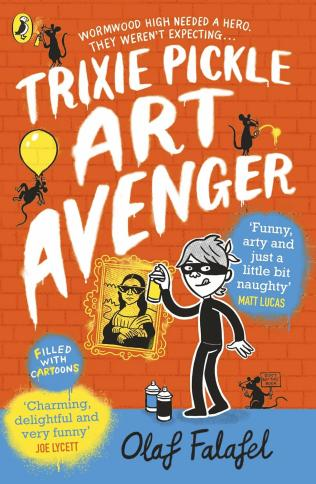 WORMWOOD HIGH NEEDED A HERO.
THEY WEREN'T EXPECTING...
TRIXIE PICKLE
ART
AVENGER
'Funny,
arty and
just a
little bit
naughty'
MATT LUCAS
FILLED
WITH
CARTOONS
'Charming,
delightful and
very funny'
JOE LYCETT
Olaf Falafel